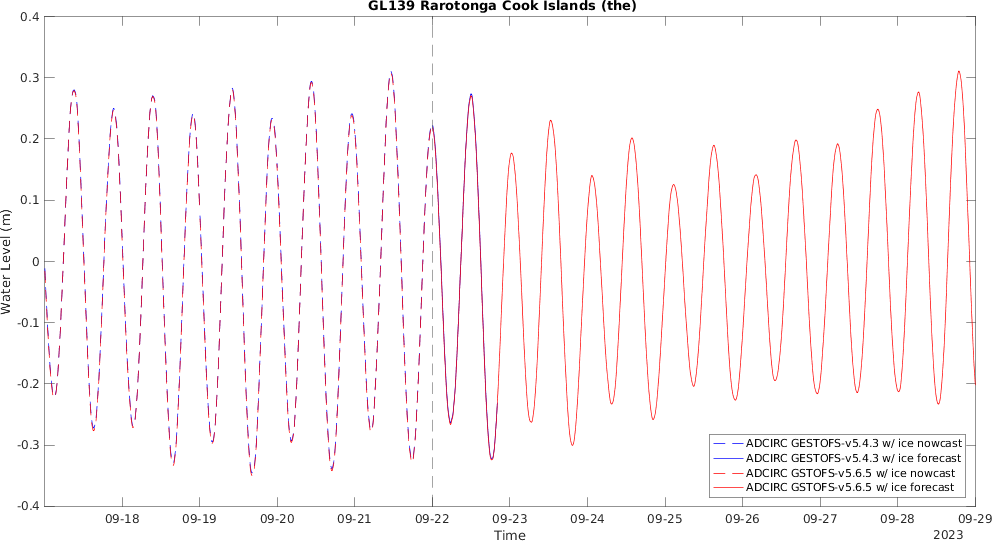 GL139 Rarotonga Cook Islands (the)
0.4
0.3
0.2
0.1
0
-0.1
-0.2
-0.3
-0.4
Water Level (m)
ADCIRC GESTOFS-v5.4.3 w/ ice nowcast
ADCIRC GESTOFS-v5.4.3 w/ ice forecast
ADCIRC GSTOFS-v5.6.5 w/ ice nowcast
ADCIRC GSTOFS-v5.6.5 w/ ice forecast
09-18 09-19 09-20 09-21 09-22 09-23 09-24 09-25 09-26 09-27 09-28 09-29
Time
2023